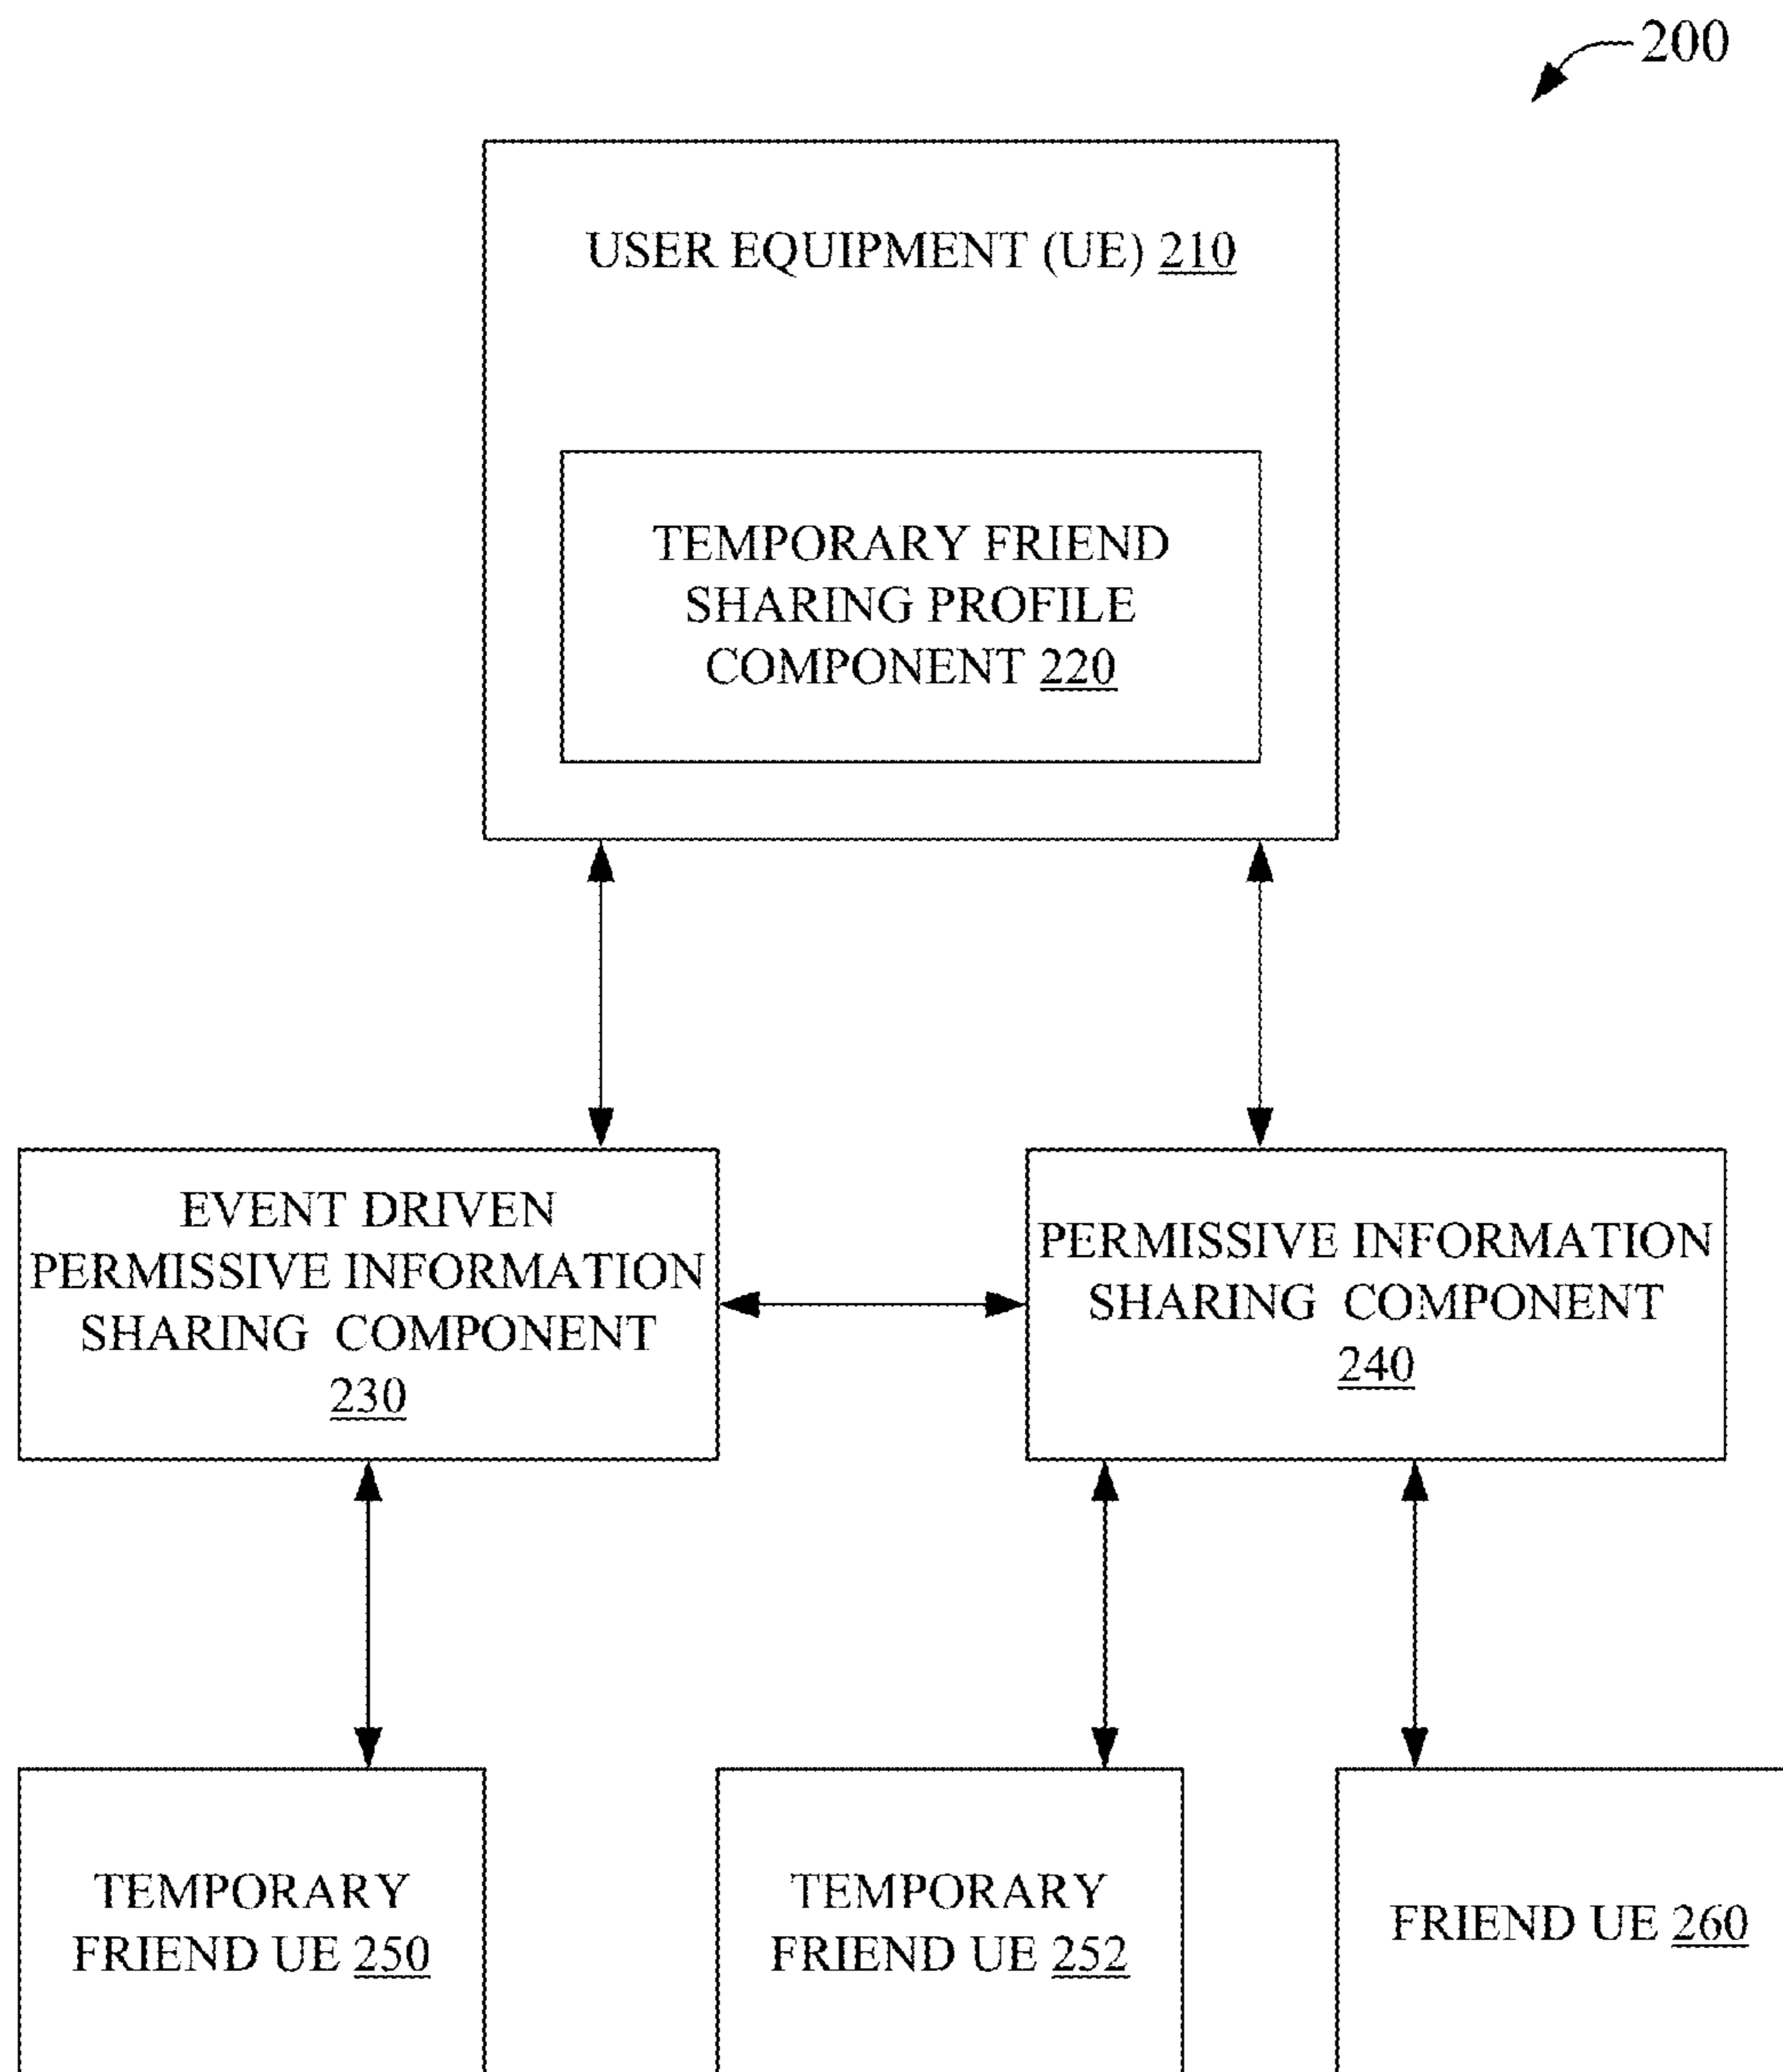 200
USER EQUIPMENT (UE) 210
TEMPORARY FRIEND
SHARING PROFILE
COMPONENT 220
EVENT DRIVEN
PERMISSIVE INFORMATION
SHARING COMPONENT
230
PERMISSIVE INFORMATION
SHARING COMPONENT
240
TEMPORARY
FRIEND UE 250
TEMPORARY
FRIEND UE 252
FRIEND UE 260